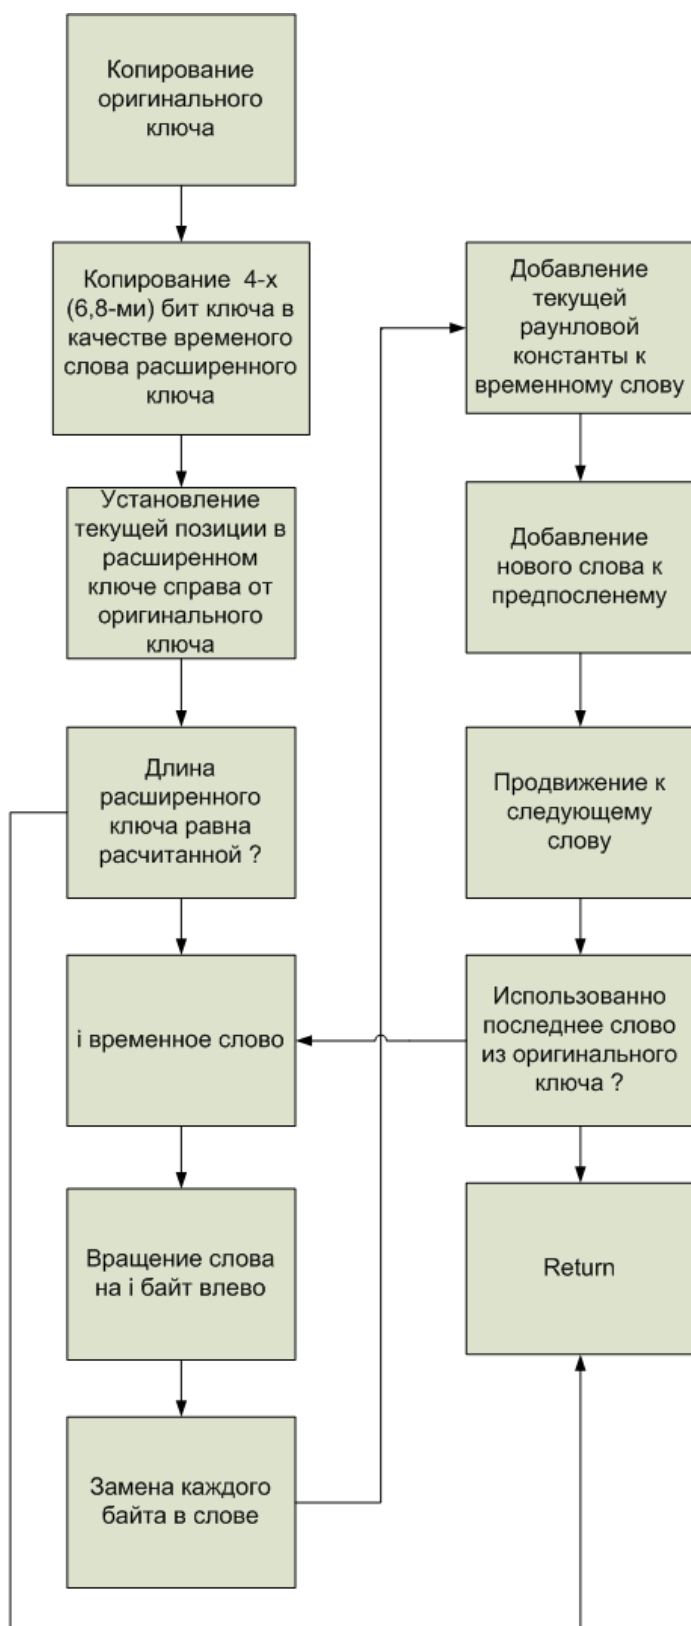 Копирование
оригинального
ключа
Копирование 4-х
(6,8-ми) бит ключа в
качестве временого
слова расширенного
ключа
Установление
текущей позиции в
расширенном
ключе справа от
оригинального
ключа
Длина
расширенного
ключа равна
расчитанной ?
i временное слово
Вращение слова
на i байт влево
Замена каждого
байта в слове
Добавление
текущей
раунловой
константы к
временному слову
Добавление
нового слова к
предпосленему
Продвижение к
следующему
слову
Использованно
последнее слово
из оригинального
ключа ?
Return